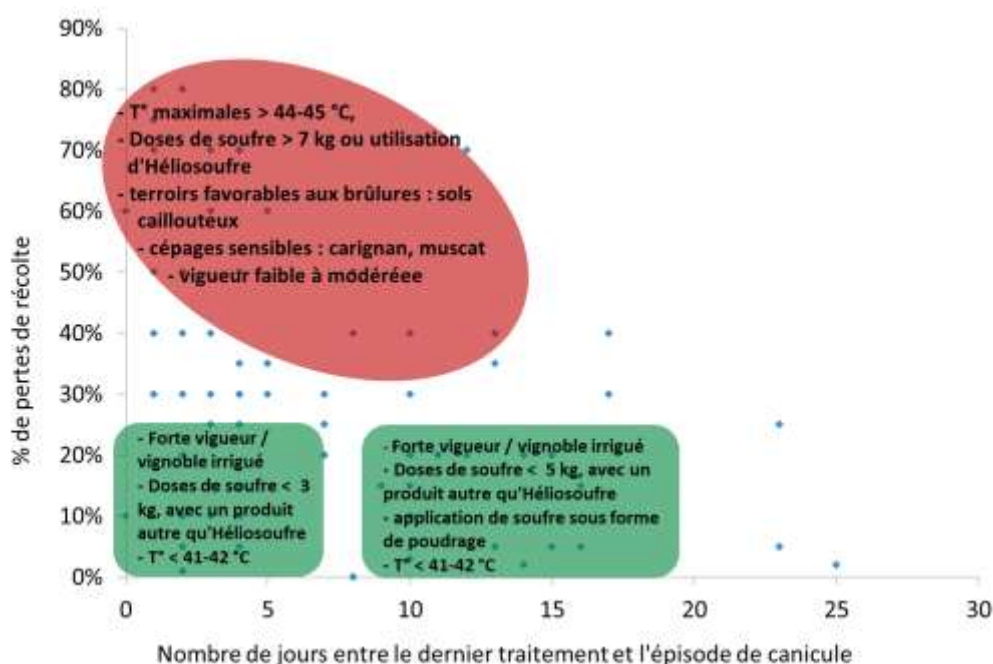 90%
80%
70%
60%
50%
40%
30%
20%
10%
0%
% de pertes de récolte
0
5
10
15
20
25
30
Nombre de jours entre le dernier traitement et l'épisode de canicule
- T° maximales > 44-45 °C,
- Doses de soufre > 7 kg ou utilisation
d'Héliosoufre
- terroirs favorables aux brûlures : sols
caillouteux
- cépages sensibles : carignan, muscat
- vigueur faible à modéréee
- Forte vigueur /
vignoble irrigué
- Doses de soufre < 3
kg, avec un produit
autre qu'Héliosoufre
- T° < 41-42 °C
- Forte vigueur / vignoble irrigué
- Doses de soufre < 5 kg, avec un
produit autre qu'Héliosoufre
- application de soufre sous forme
de poudrage
- T° < 41-42 °C